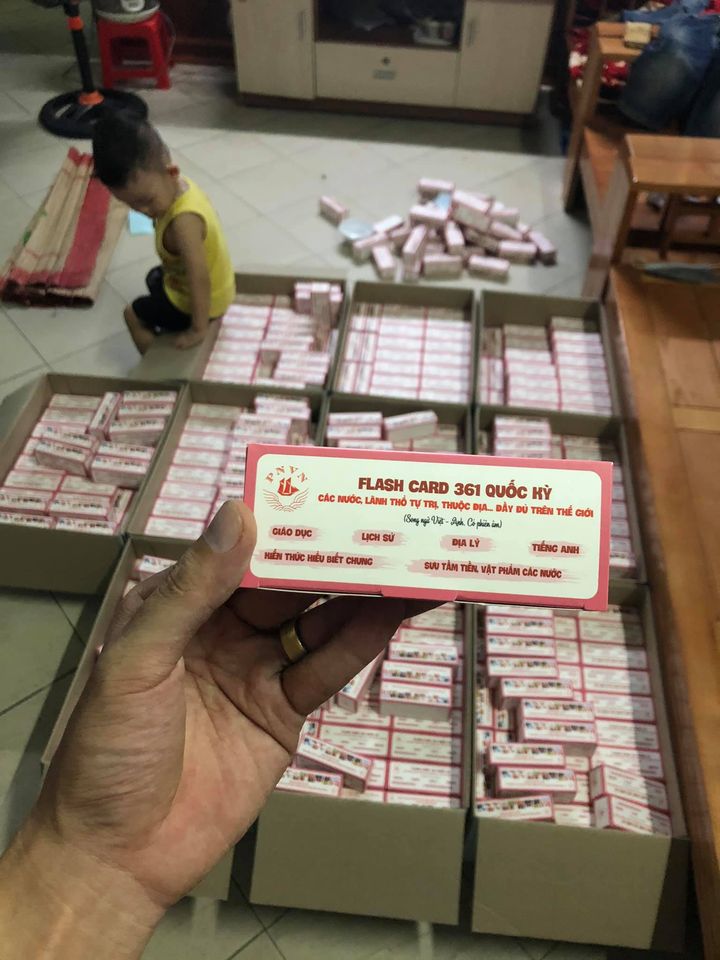 PNVN
FLASH CARD 361 QUỐC KỲ
CÁC NƯỚC, LÃNH THỔ TỰ TRỊ, THUỘC ĐỊA... ĐẦY ĐỦ TRÊN THẾ GIỚI
(Song ngữ Việt - Anh. Có phiên âm)
GIÁO DỤC LỊCH SỬ ĐỊA LÝ TIẾNG ANH
KIẾN THỨC HIỂU BIẾT CHUNG SƯU TẦM TIỀN, VẬT PHẨM CÁC NƯỚC